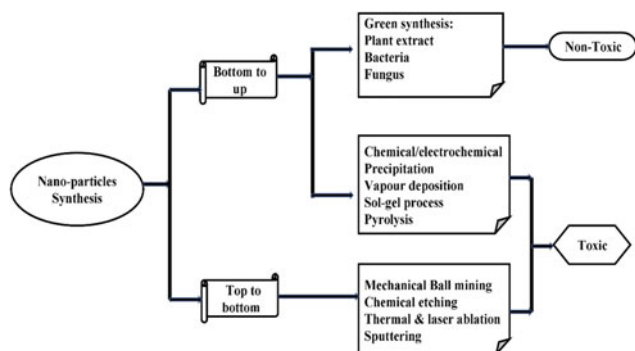 Nano-particles
Synthesis
Bottom to
up
Green synthesis:
Plant extract
Bacteria
Fungus
Non-Toxic
Chemical/electrochemical
Precipitation
Vapour deposition
Sol-gel process
Pyrolysis
Toxic
Top to
bottom
Mechanical Ball mining
Chemical etching
Thermal & laser ablation
Sputtering